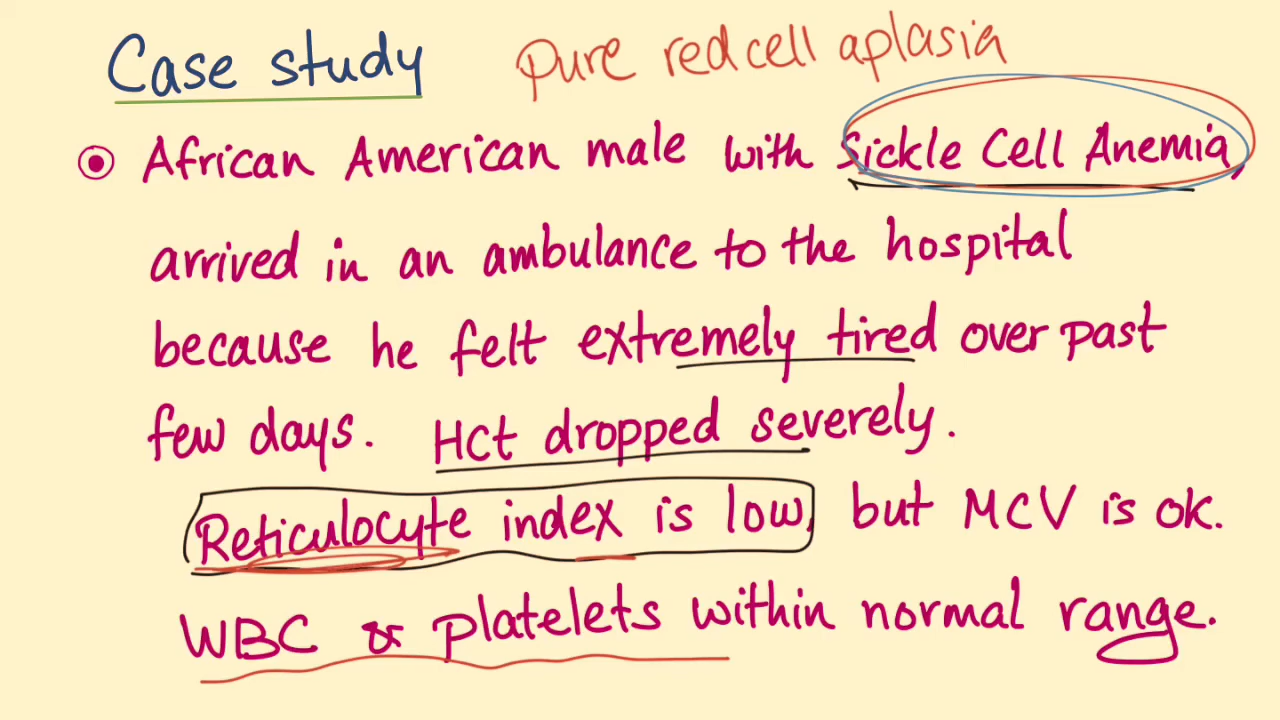 Case study pure red cell aplasia
African American male with Sickle Cell Anemia,
arrived in an ambulance to the hospital
because he felt extremely tired over past
few days. HCt dropped severely.
Reticulocyte index is low, but MCV is ok.
WBC & platelets within normal range.